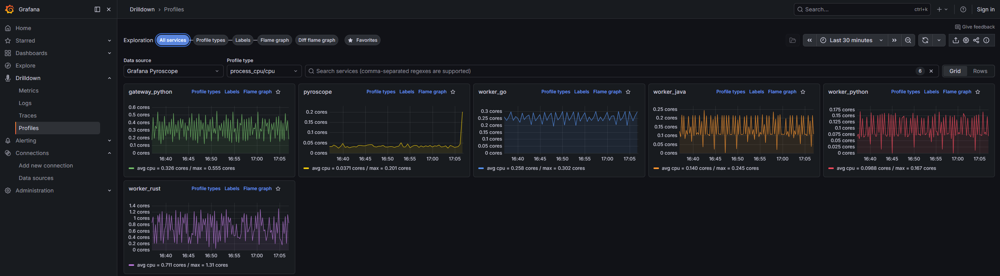 Grafana
Drilldown › Profiles
Search... ctrl+k
Sign in
Home
Starred
Dashboards
Explore
Drilldown
Metrics
Logs
Traces
Profiles
Alerting
Connections
Add new connection
Data sources
Administration
Give feedback
Exploration All services Profile types Labels Flame graph Diff flame graph Favorites
Last 30 minutes
Data source Profile type
Grafana Pyroscope process_cpu/cpu Search services (comma-separated regexes are supported) 6 Grid Rows
gateway_python Profile types Labels Flame graph
0.6 cores
0.5 cores
0.4 cores
0.3 cores
0.2 cores
0.1 cores
0 cores
16:40 16:45 16:50 16:55 17:00 17:05
avg cpu = 0.326 cores / max = 0.555 cores
pyroscope Profile types Labels Flame graph
0.2 cores
0.15 cores
0.1 cores
0.05 cores
0 cores
16:40 16:45 16:50 16:55 17:00 17:05
avg cpu = 0.0371 cores / max = 0.201 cores
worker_go Profile types Labels Flame graph
0.3 cores
0.25 cores
0.2 cores
0.15 cores
0.1 cores
0.05 cores
0 cores
16:40 16:45 16:50 16:55 17:00 17:05
avg cpu = 0.258 cores / max = 0.302 cores
worker_java Profile types Labels Flame graph
0.25 cores
0.2 cores
0.15 cores
0.1 cores
0.05 cores
0 cores
16:40 16:45 16:50 16:55 17:00 17:05
avg cpu = 0.140 cores / max = 0.245 cores
worker_python Profile types Labels Flame graph
0.175 cores
0.15 cores
0.125 cores
0.1 cores
0.075 cores
0.05 cores
0.025 cores
0 cores
16:40 16:45 16:50 16:55 17:00 17:05
avg cpu = 0.0988 cores / max = 0.167 cores
worker_rust Profile types Labels Flame graph
1.4 cores
1.2 cores
1 cores
0.8 cores
0.6 cores
0.4 cores
0.2 cores
0 cores
16:40 16:45 16:50 16:55 17:00 17:05
avg cpu = 0.711 cores / max = 1.31 cores